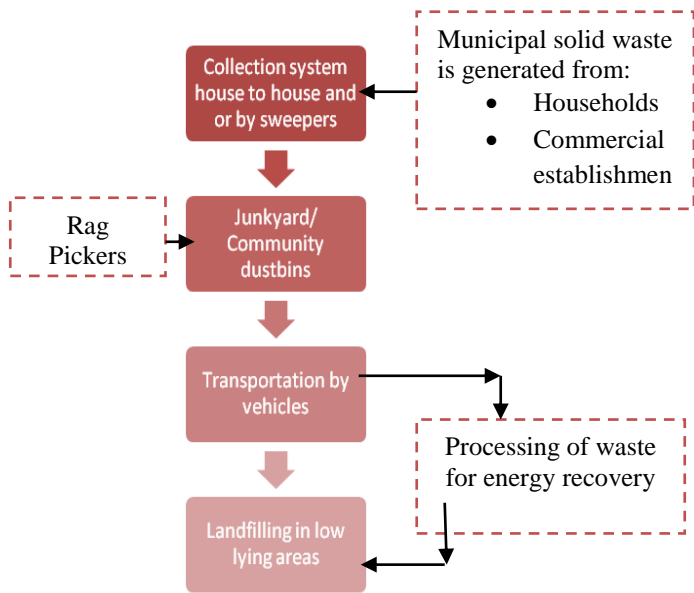 Collection system
house to house and
or by sweepers
Municipal solid waste
is generated from:
• Households
• Commercial
establishmen
Rag
Pickers
Junkyard/
Community
dustbins
Transportation by
vehicles
Processing of waste
for energy recovery
Landfilling in low
lying areas